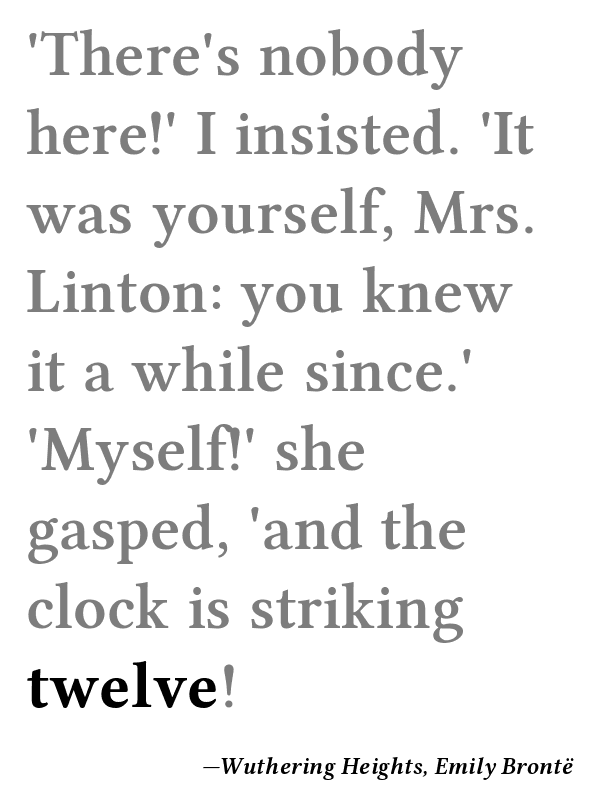 'There's nobody
here!' I insisted. 'It
was yourself, Mrs.
Linton: you knew
it a while since.'
'Myself!' she
gasped, 'and the
clock is striking
twelve!
—Wuthering Heights, Emily Brontë